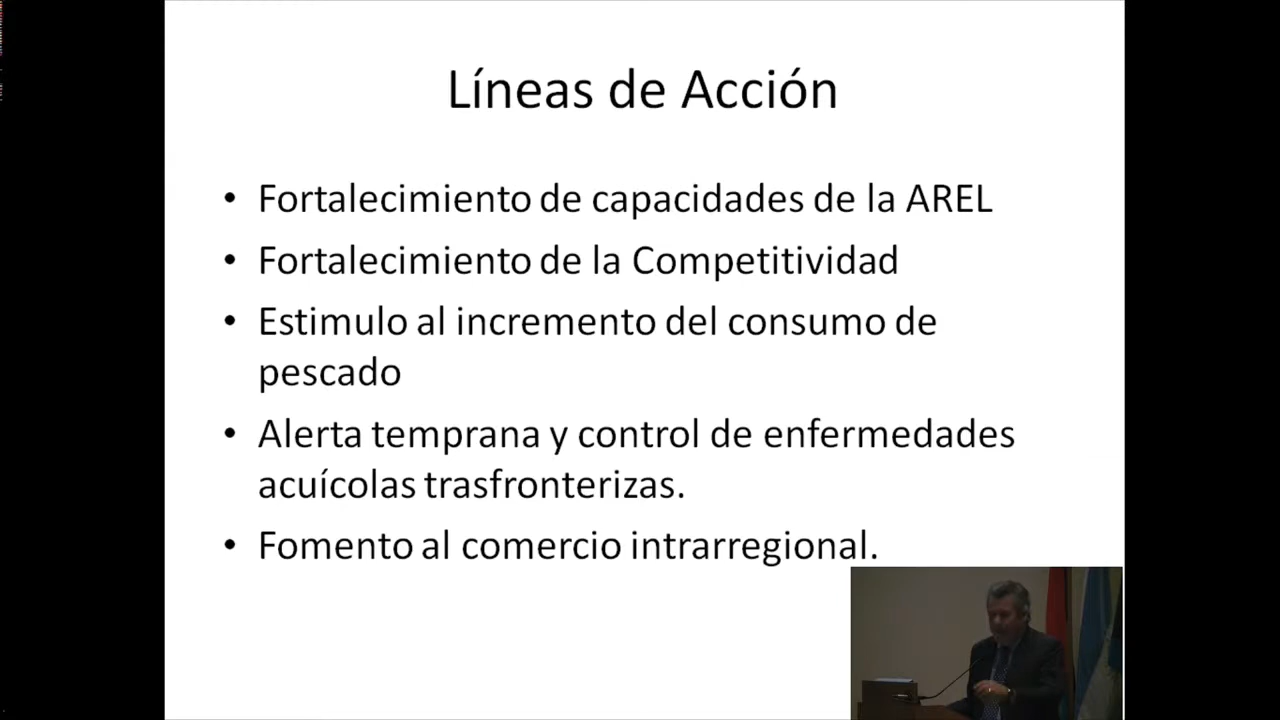 Líneas de Acción
• Fortalecimiento de capacidades de la AREL
• Fortalecimiento de la Competitividad
• Estimulo al incremento del consumo de
pescado
• Alerta temprana y control de enfermedades
acuícolas trasfronterizas.
• Fomento al comercio intrarregional.